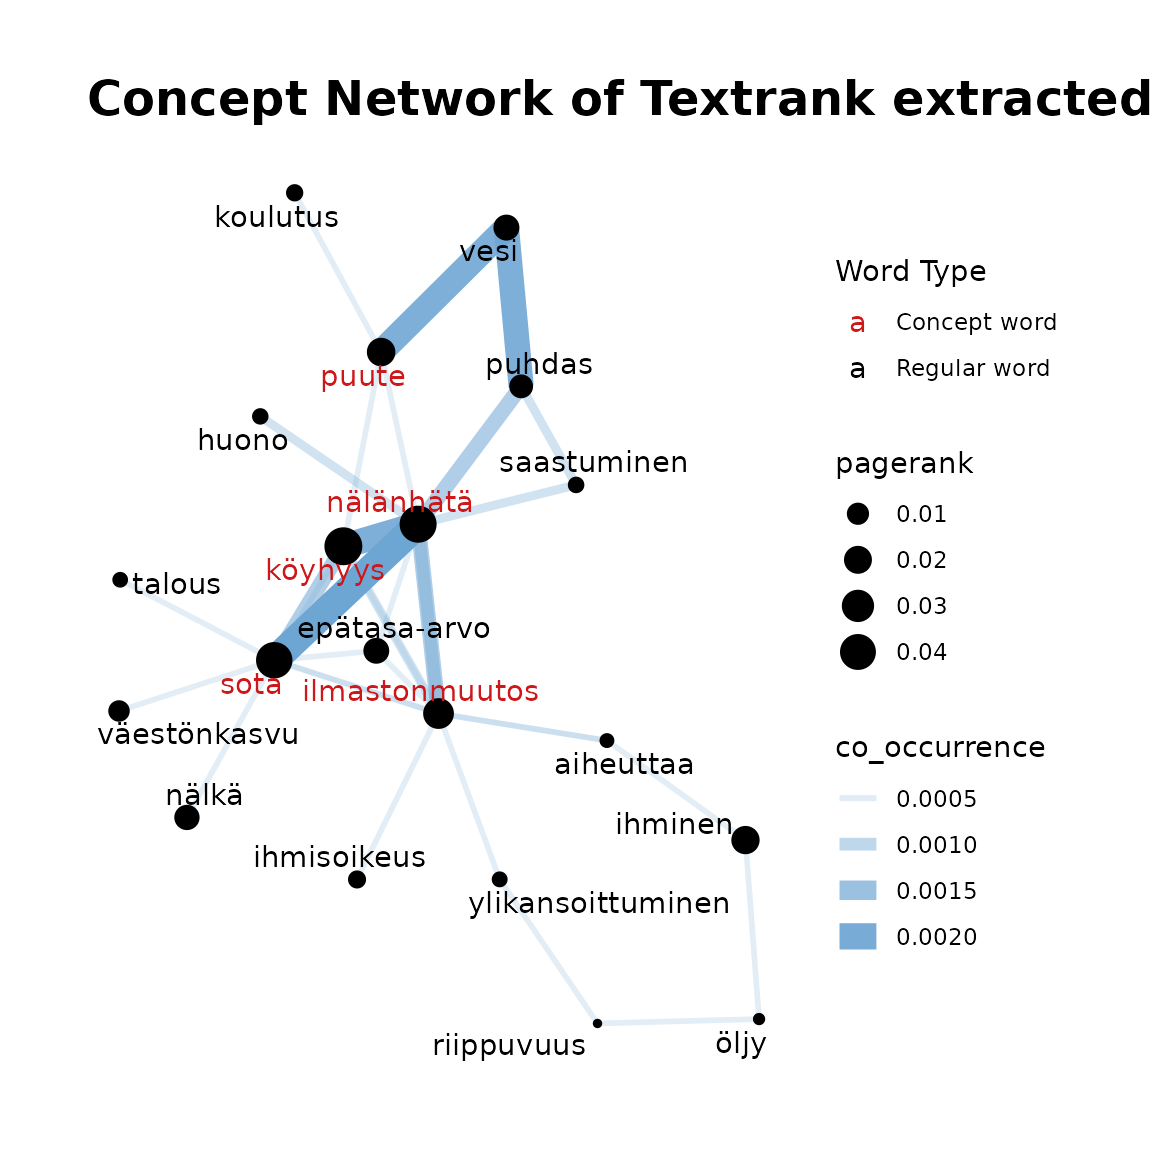 Concept Network of Textrank extracted
koulutus
vesi
puhdas
puute
huono
saastuminen
nälänhätä
köyhyys
talous
epätasa-arvo
sota
ilmastonmuutos
väestönkasvu
aiheuttaa
nälkä
ihminen
ihmisoikeus
ylikansoittuminen
riippuvuus
öljy
Word Type
a Concept word
a Regular word
pagerank
0.01
0.02
0.03
0.04
co_occurrence
0.0005
0.0010
0.0015
0.0020